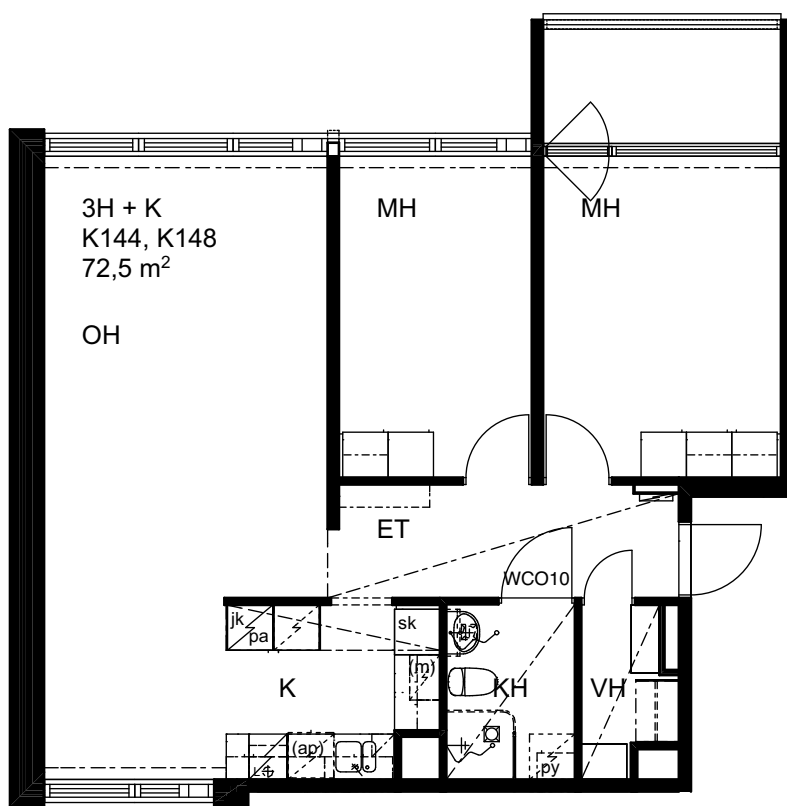 3H + K
K144, K148
72,5 m²
OH
MH
MH
ET
WCO10
jk
pa
sk
(m)
K
KH
VH
(ap)
py